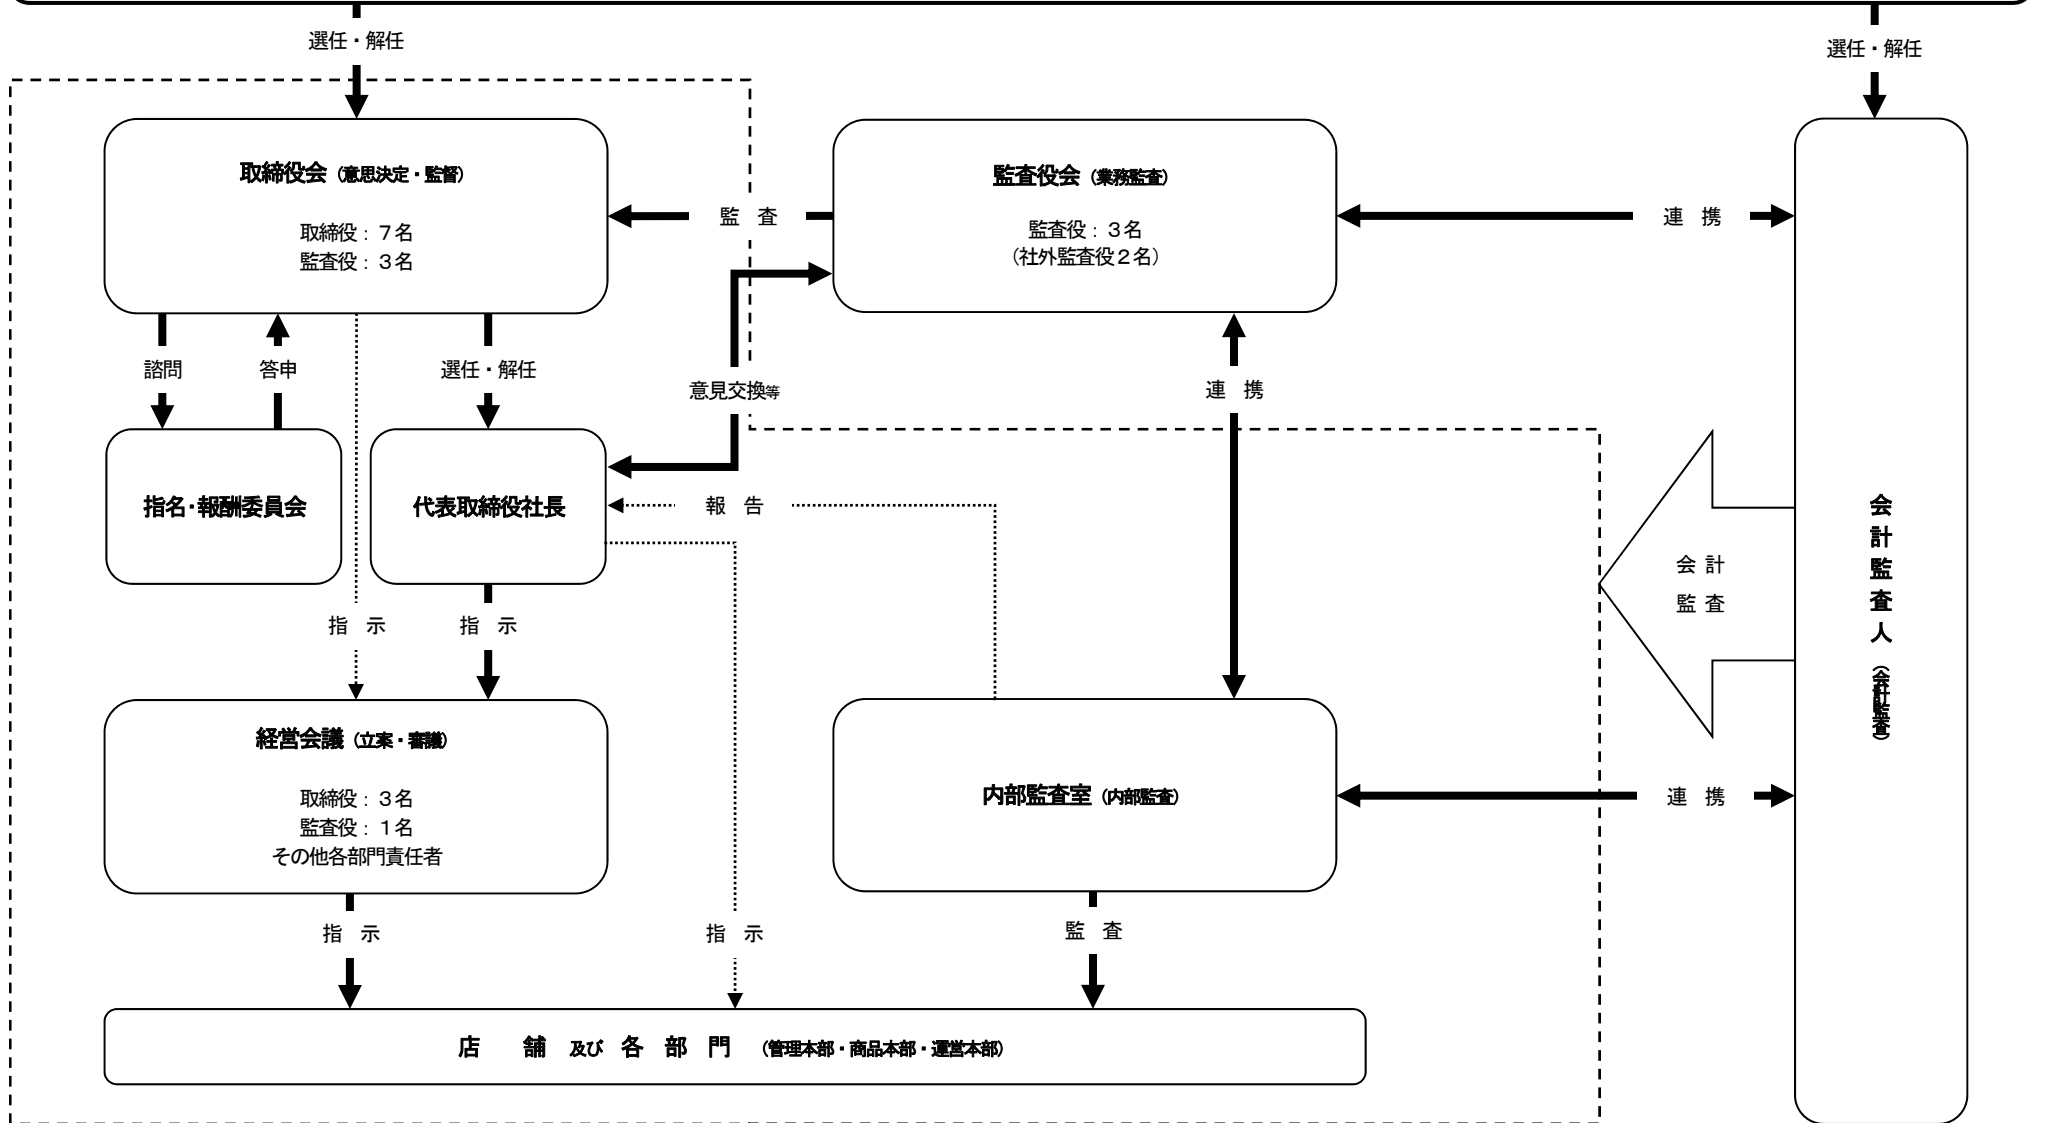 選任・解任
選任・解任
取締役会（意思決定・監督）
取締役：７名
監査役：３名
監　査
監査役会（業務監査）
監査役：３名
（社外監査役２名）
連　携
諮問
答申
選任・解任
意見交換等
連　携
指名・報酬委員会
代表取締役社長
報　告
会 計
監 査
会計監査人（会計監査）
指　示
指　示
経営会議（立案・審議）
取締役：３名
監査役：１名
その他各部門責任者
内部監査室（内部監査）
連　携
指　示
指　示
監　査
店　舗　及び　各　部　門　（管理本部・商品本部・運営本部）